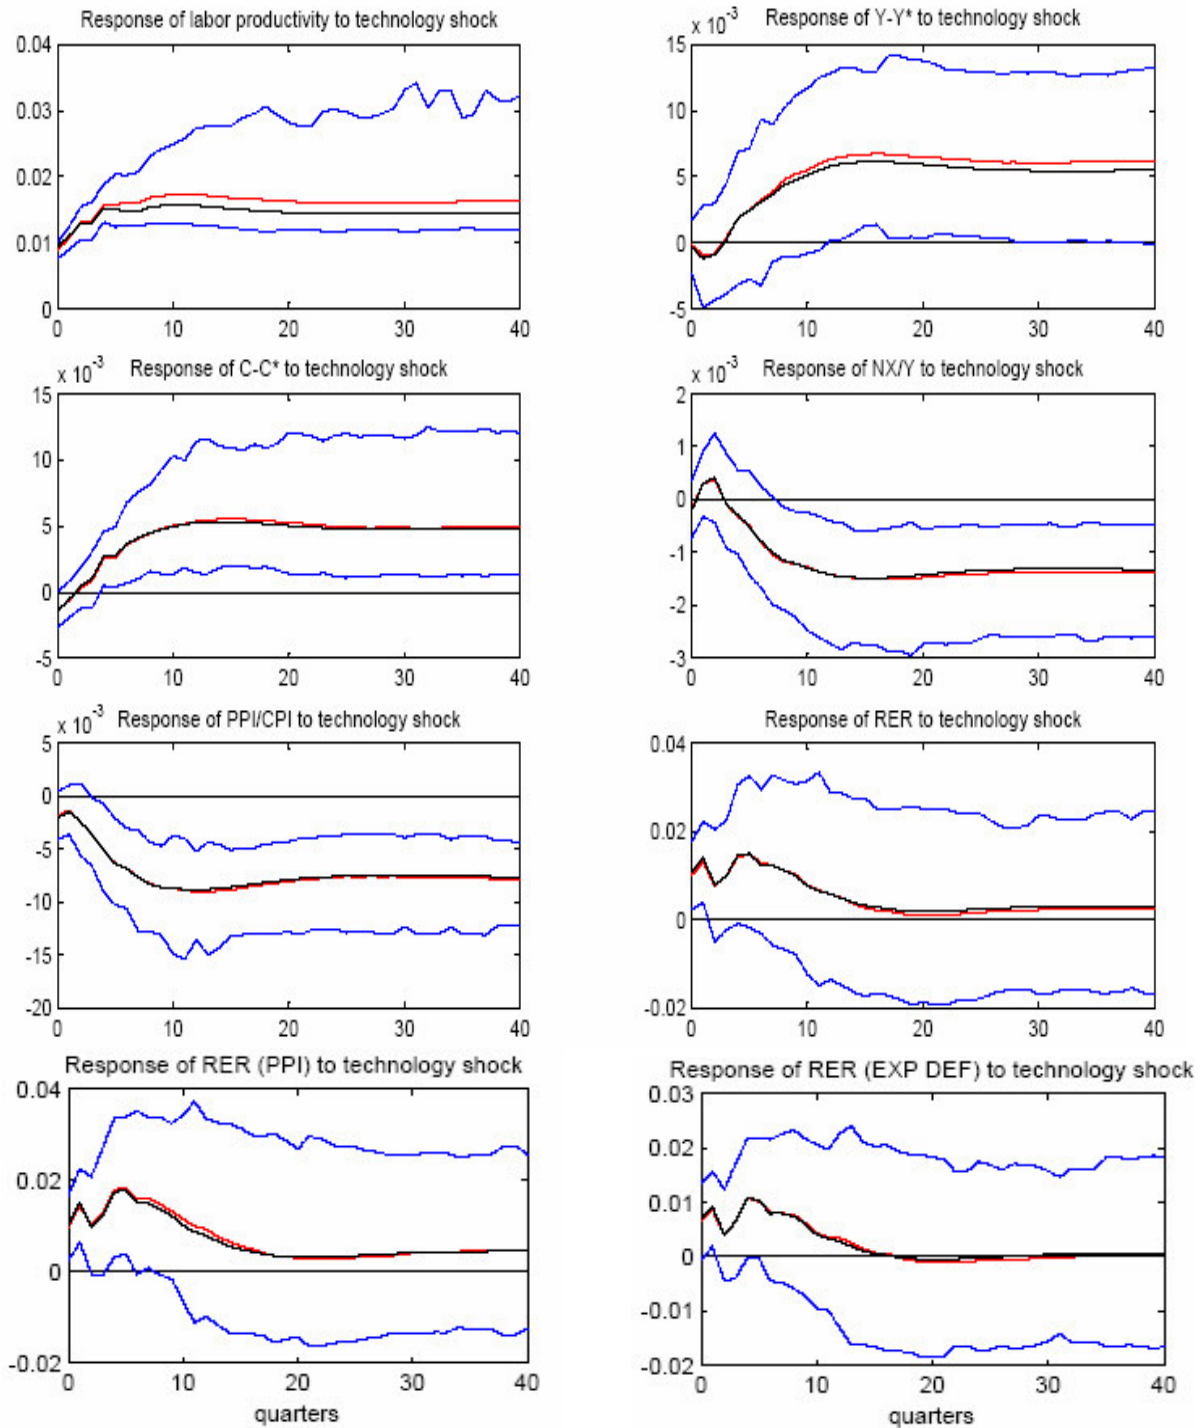 Response of labor productivity to technology shock
0.04
0.03
0.02
0.01
0
0 10 20 30 40
Response of Y-Y* to technology shock
x 10^-3
15
10
5
0
-5
0 10 20 30 40
Response of C-C* to technology shock
x 10^-3
15
10
5
0
-5
0 10 20 30 40
Response of NX/Y to technology shock
x 10^-3
2
1
0
-1
-2
-3
0 10 20 30 40
Response of PPI/CPI to technology shock
x 10^-3
5
0
-5
-10
-15
-20
0 10 20 30 40
Response of RER to technology shock
0.04
0.02
0
-0.02
0 10 20 30 40
Response of RER (PPI) to technology shock
0.04
0.02
0
-0.02
0 10 20 30 40
quarters
Response of RER (EXP DEF) to technology shock
0.03
0.02
0.01
0
-0.01
-0.02
0 10 20 30 40
quarters